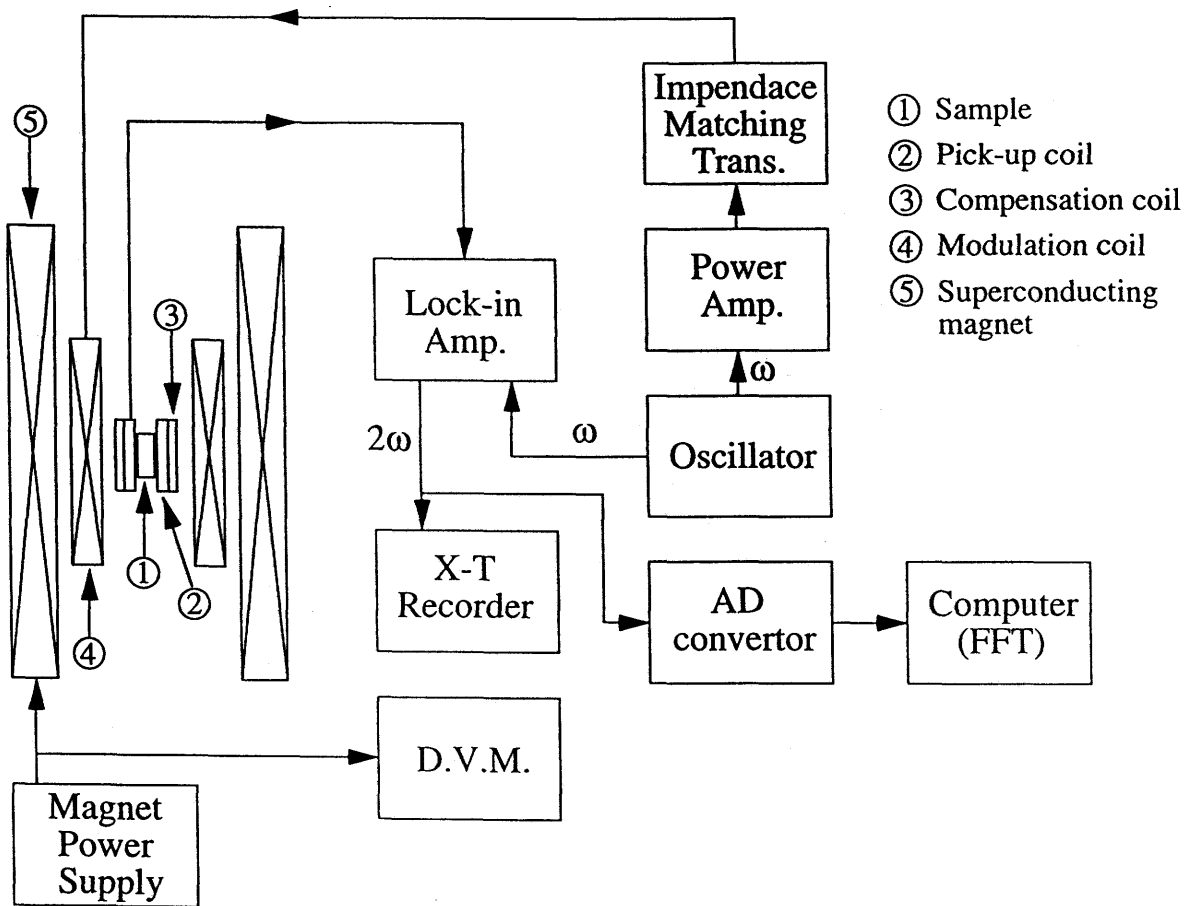 Impendace
Matching
Trans.
① Sample
② Pick-up coil
③ Compensation coil
④ Modulation coil
⑤ Superconducting
magnet
⑤
Power
Amp.
Lock-in
Amp.
③
ω
2ω
ω
Oscillator
①
②
④
X-T
Recorder
AD
convertor
Computer
(FFT)
D.V.M.
Magnet
Power
Supply